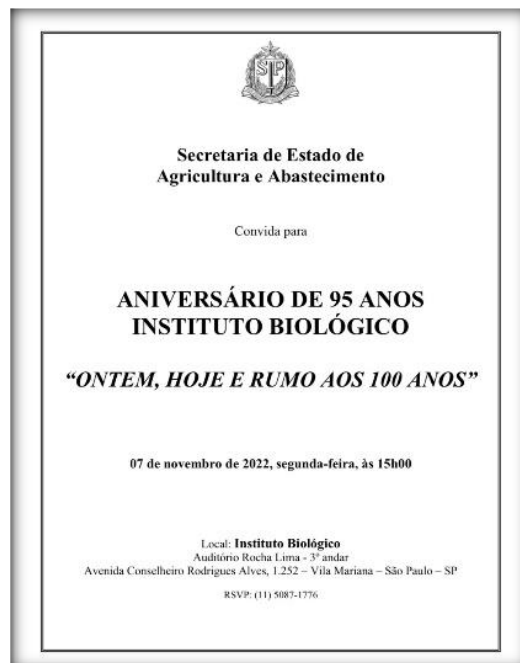 SP
Secretaria de Estado de
Agricultura e Abastecimento
Convida para
ANIVERSÁRIO DE 95 ANOS
INSTITUTO BIOLÓGICO
“ONTEM, HOJE E RUMO AOS 100 ANOS”
07 de novembro de 2022, segunda-feira, às 15h00
Local: Instituto Biológico
Auditório Rocha Lima - 3º andar
Avenida Conselheiro Rodrigues Alves, 1.252 – Vila Mariana – São Paulo – SP
RSVP: (11) 5087-1776